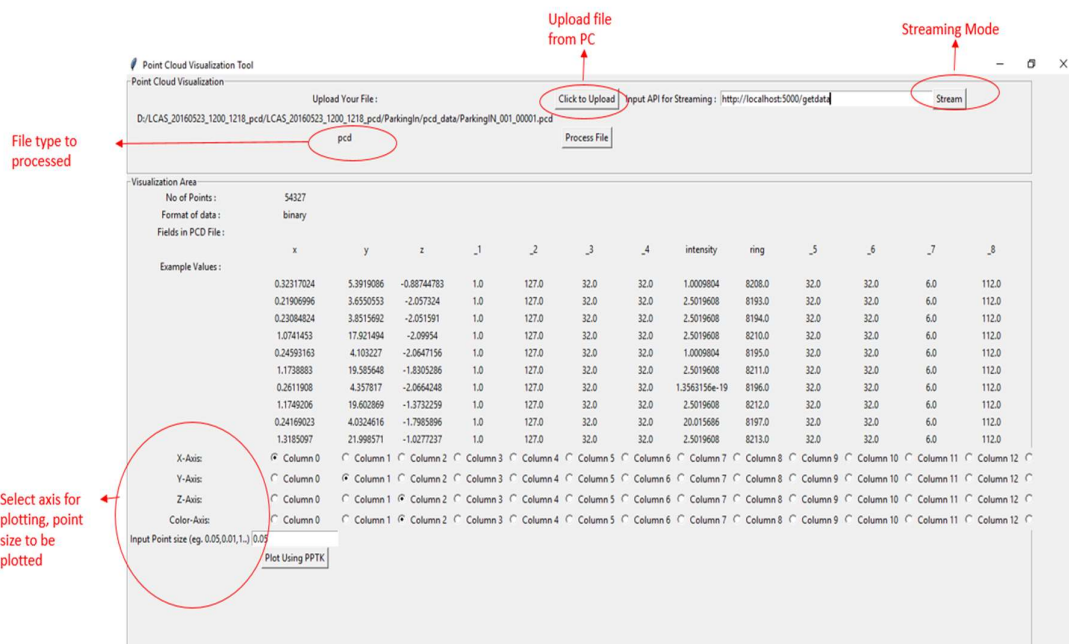 Upload file
from PC
Streaming Mode
Point Cloud Visualization Tool
Point Cloud Visualization
Upload Your File :
Click to Upload
Input API for Streaming :
http://localhost:5000/getdata
Stream
D:/LCAS_20160523_1200_1218_pcd/LCAS_20160523_1200_1218_pcd/ParkingIn/pcd_data/ParkingIN_001_00001.pcd
File type to
processed
pcd
Process File
Visualization Area
No of Points : 54327
Format of data : binary
Fields in PCD File :
x y z _1 _2 _3 _4 intensity ring _5 _6 _7 _8
Example Values :
0.32317024 5.3919086 -0.88744783 1.0 127.0 32.0 32.0 1.0009804 8208.0 32.0 32.0 6.0 112.0
0.21906996 3.6550553 -2.057324 1.0 127.0 32.0 32.0 2.5019608 8193.0 32.0 32.0 6.0 112.0
0.23084824 3.8515692 -2.051591 1.0 127.0 32.0 32.0 2.5019608 8194.0 32.0 32.0 6.0 112.0
1.0741453 17.921494 -2.09954 1.0 127.0 32.0 32.0 2.5019608 8210.0 32.0 32.0 6.0 112.0
0.24593163 4.103227 -2.0647156 1.0 127.0 32.0 32.0 1.0009804 8195.0 32.0 32.0 6.0 112.0
1.1738883 19.585648 -1.8305286 1.0 127.0 32.0 32.0 2.5019608 8211.0 32.0 32.0 6.0 112.0
0.2611908 4.357817 -2.0664248 1.0 127.0 32.0 32.0 1.3563156e-19 8196.0 32.0 32.0 6.0 112.0
1.1749206 19.602869 -1.3732259 1.0 127.0 32.0 32.0 2.5019608 8212.0 32.0 32.0 6.0 112.0
0.24169023 4.0324616 -1.7985896 1.0 127.0 32.0 32.0 20.015686 8197.0 32.0 32.0 6.0 112.0
1.3185097 21.998571 -1.0277237 1.0 127.0 32.0 32.0 2.5019608 8213.0 32.0 32.0 6.0 112.0
X-Axis: Column 0 Column 1 Column 2 Column 3 Column 4 Column 5 Column 6 Column 7 Column 8 Column 9 Column 10 Column 11 Column 12
Y-Axis: Column 0 Column 1 Column 2 Column 3 Column 4 Column 5 Column 6 Column 7 Column 8 Column 9 Column 10 Column 11 Column 12
Z-Axis: Column 0 Column 1 Column 2 Column 3 Column 4 Column 5 Column 6 Column 7 Column 8 Column 9 Column 10 Column 11 Column 12
Color-Axis: Column 0 Column 1 Column 2 Column 3 Column 4 Column 5 Column 6 Column 7 Column 8 Column 9 Column 10 Column 11 Column 12
Select axis for
plotting, point
size to be
plotted
Input Point size (eg. 0.05,0.01,1..) 0.05
Plot Using PPTK